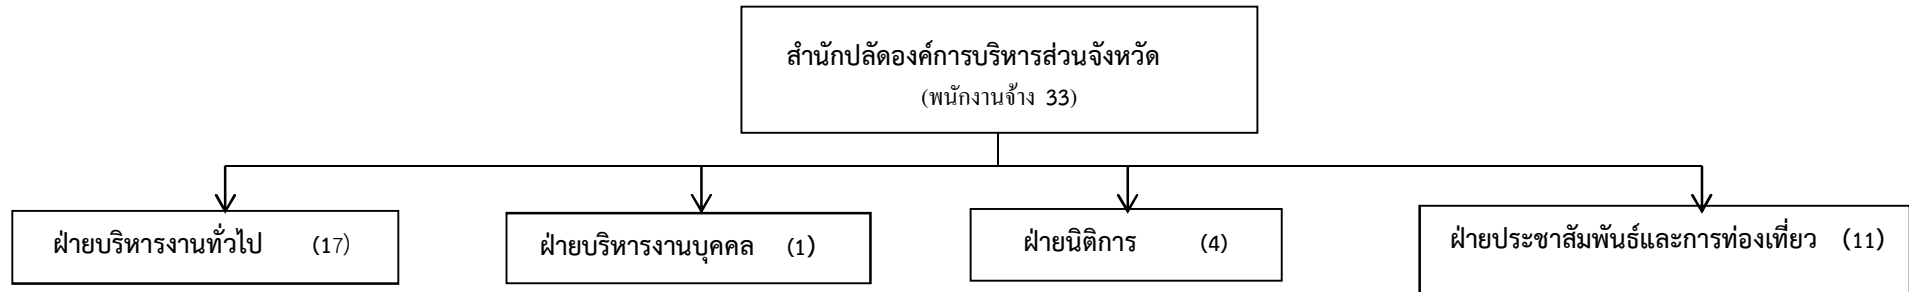 สำนักปลัดองค์การบริหารส่วนจังหวัด
(พนักงานจ้าง 33)
ฝ่ายบริหารงานทั่วไป (17)
ฝ่ายบริหารงานบุคคล (1)
ฝ่ายนิติการ (4)
ฝ่ายประชาสัมพันธ์และการท่องเที่ยว (11)